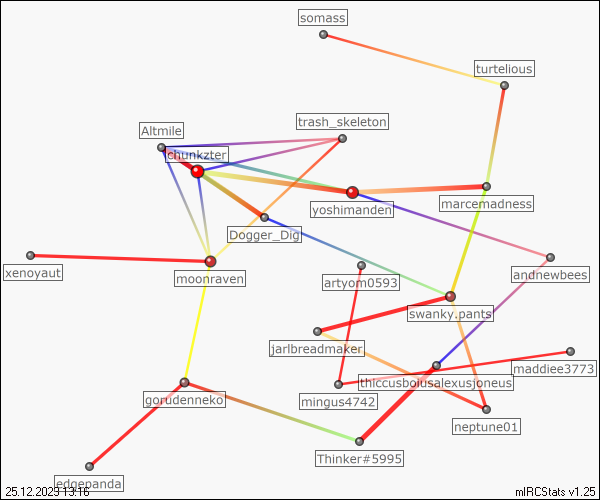 somass
turtelious
trash_skeleton
Altmile
chunkzter
marcemadness
yoshimanden
Dogger_Dig
xenoyaut
moonraven
artyom0593
andnewbees
swanky.pants
jarlbreadmaker
maddiee3773
thiccusboiusalexusjoneus
gorudenneko
mingus4742
neptune01
Thinker#5995
edgepanda
25.12.2023 13:16
mIRCStats v1.25